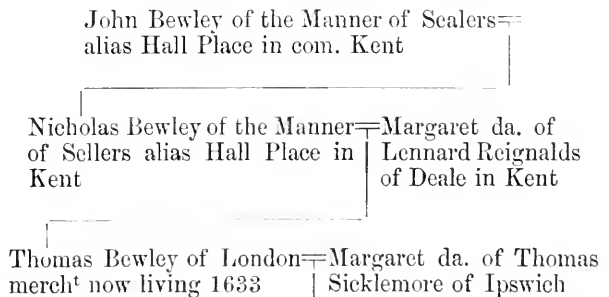 John Bewley of the Manner of Sealers
alias Hall Place in com. Kent
Nicholas Bewley of the Manner
of Sellers alias Hall Place in
Kent
Margaret da. of
Lennard Reignalds
of Deale in Kent
Thomas Bewley of London
mercht now living 1633
Margaret da. of Thomas
Sicklemore of Ipswich